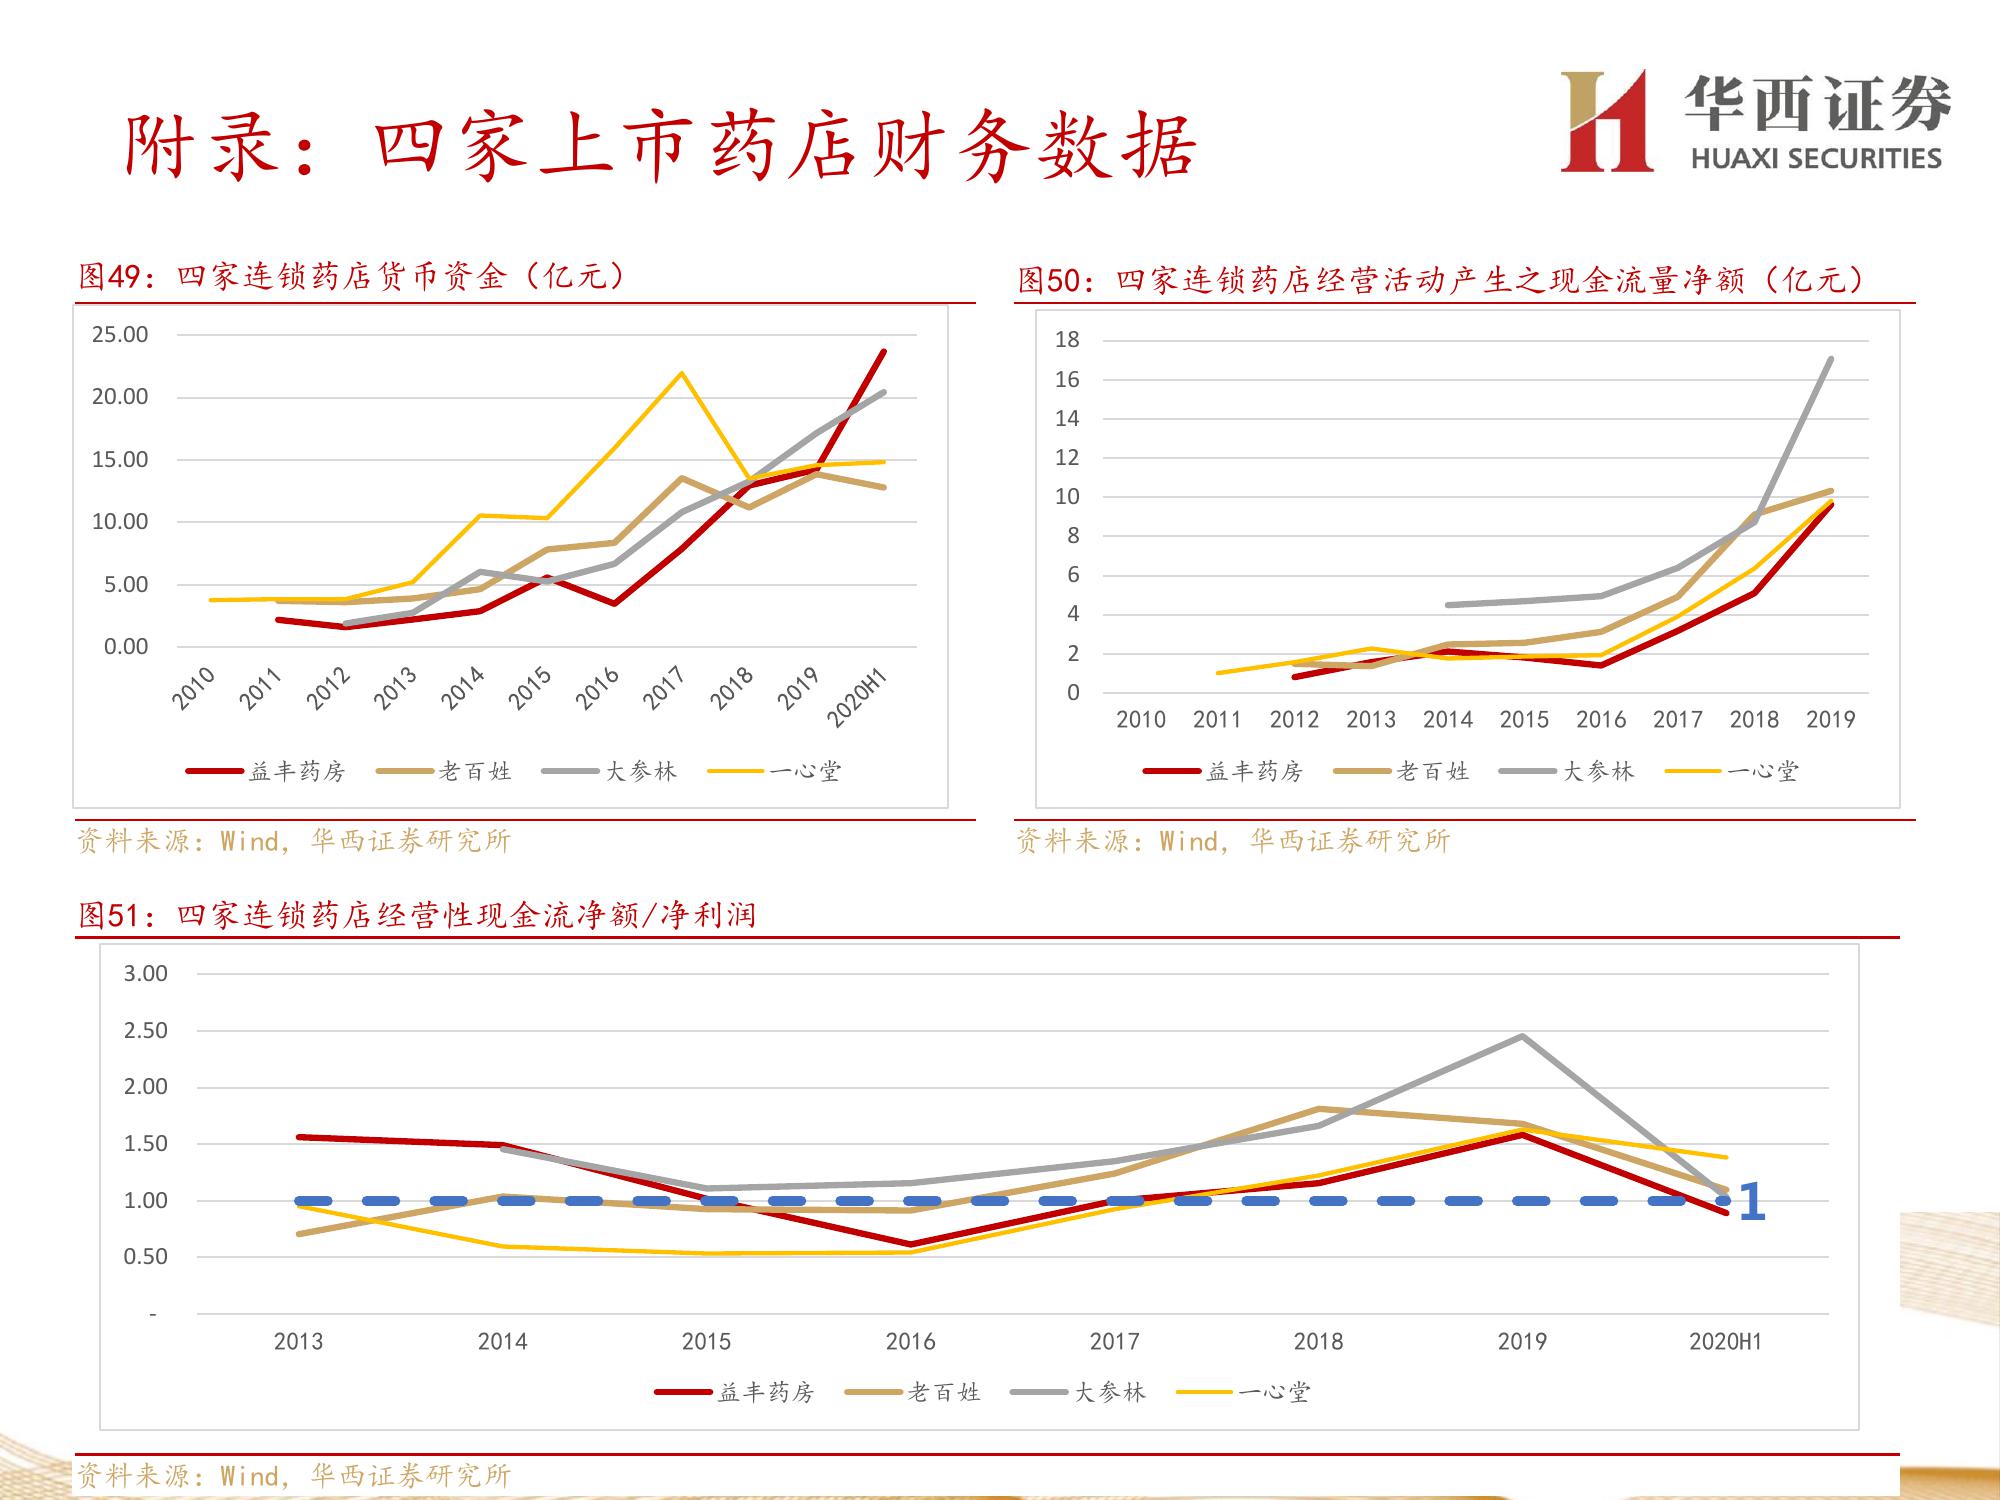 附录：四家上市药店财务数据
华西证券
HUAXI SECURITIES
图49：四家连锁药店货币资金（亿元）
25.00
20.00
15.00
10.00
5.00
0.00
2010 2011 2012 2013 2014 2015 2016 2017 2018 2019 2020H1
益丰药房 老百姓 大参林 一心堂
资料来源：Wind，华西证券研究所
图50：四家连锁药店经营活动产生之现金流量净额（亿元）
18
16
14
12
10
8
6
4
2
0
2010 2011 2012 2013 2014 2015 2016 2017 2018 2019
益丰药房 老百姓 大参林 一心堂
资料来源：Wind，华西证券研究所
图51：四家连锁药店经营性现金流净额/净利润
3.00
2.50
2.00
1.50
1.00
0.50
-
1
2013 2014 2015 2016 2017 2018 2019 2020H1
益丰药房 老百姓 大参林 一心堂
资料来源：Wind，华西证券研究所